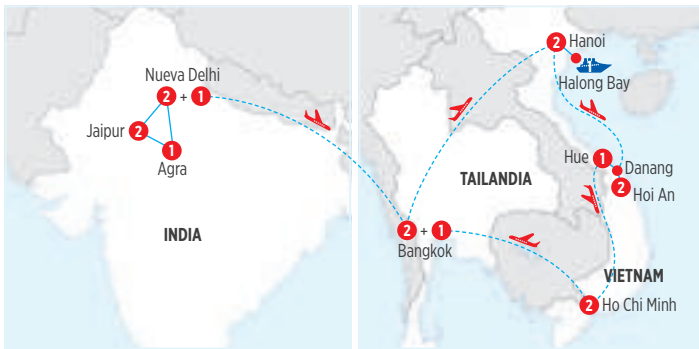 Nueva Delhi
2 + 1
Jaipur 2
1
Agra
INDIA
2 Hanoi
Halong Bay
Hue 1
Danang
2 Hoi An
TAILANDIA
2 + 1
Bangkok
VIETNAM
2 Ho Chi Minh